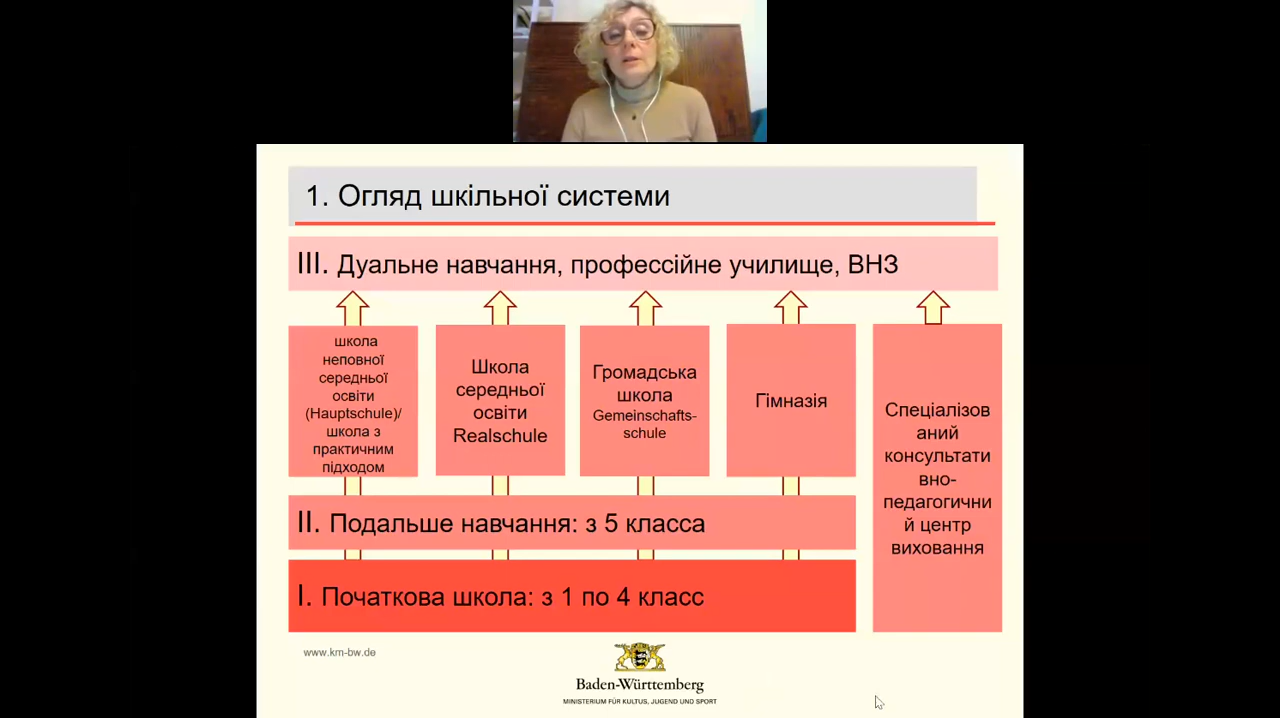 1. Огляд шкільної системи
III. Дуальне навчання, профессійне училище, ВНЗ
школа
неповної
середньої
освіти
(Hauptschule)/
школа з
практичним
підходом
Школа
середньої
освіти
Realschule
Громадська
школа
Gemeinschafts-
schule
Гімназія
Спеціалізов
аний
консультати
вно-
педагогични
й центр
виховання
II. Подальше навчання: з 5 класса
I. Початкова школа: з 1 по 4 класс
www.km-bw.de
Baden-Württemberg
MINISTERIUM FÜR KULTUS, JUGEND UND SPORT